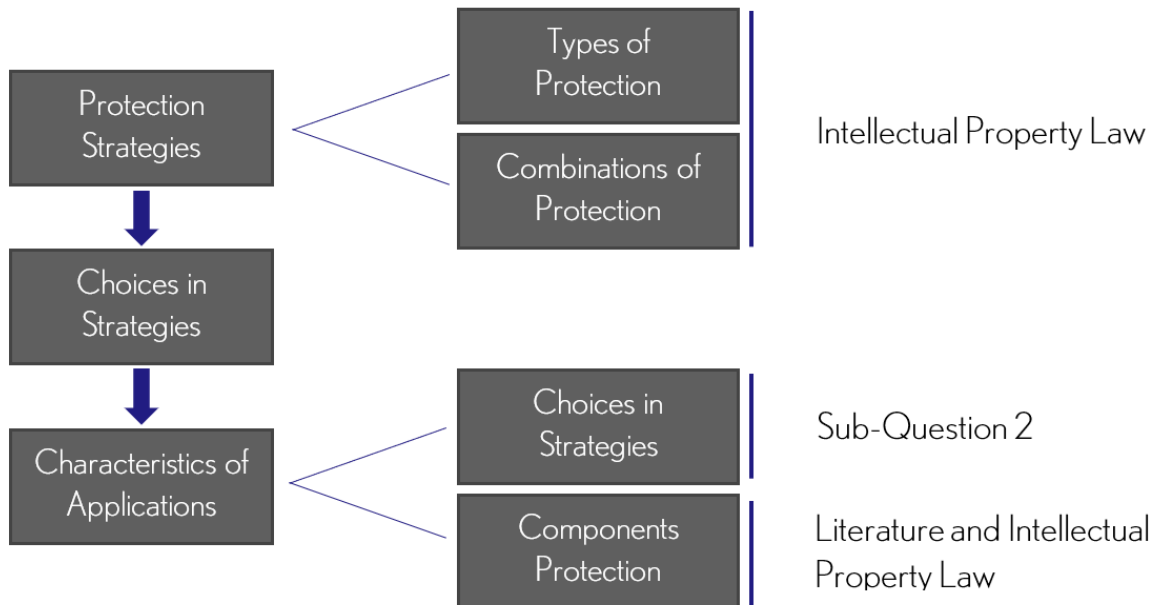 Protection
Strategies
Types of
Protection
Combinations of
Protection
Intellectual Property Law
Choices in
Strategies
Characteristics of
Applications
Choices in
Strategies
Sub-Question 2
Components
Protection
Literature and Intellectual
Property Law